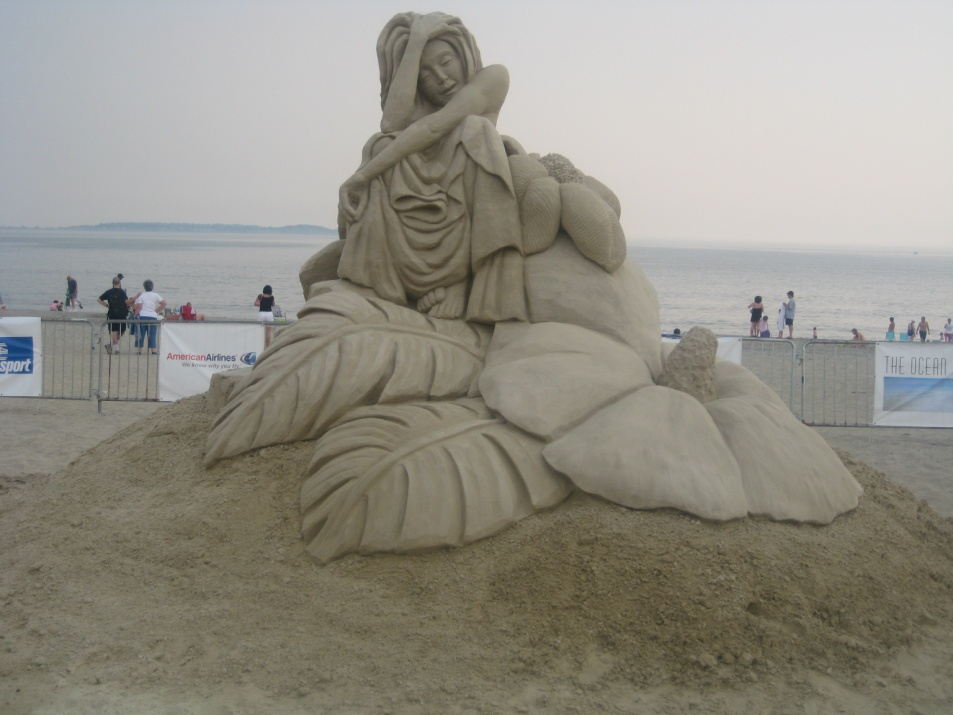 sport
AmericanAirlines
We know why you fly
THE OCEAN